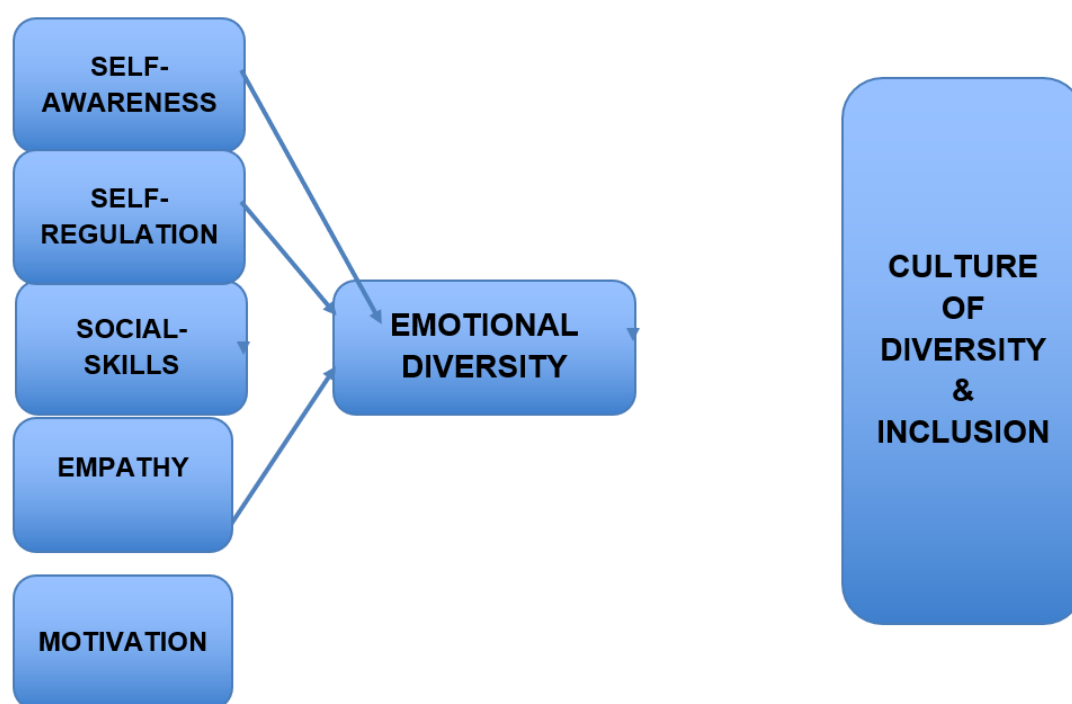 SELF-
AWARENESS
SELF-
REGULATION
SOCIAL-
SKILLS
EMPATHY
MOTIVATION
EMOTIONAL
DIVERSITY
CULTURE
OF
DIVERSITY
&
INCLUSION